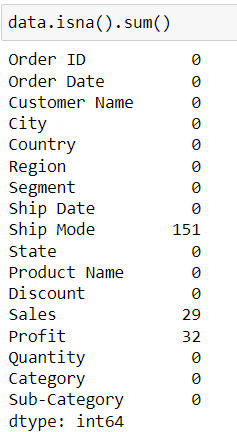 data.isna().sum()
Order ID 0
Order Date 0
Customer Name 0
City 0
Country 0
Region 0
Segment 0
Ship Date 0
Ship Mode 151
State 0
Product Name 0
Discount 0
Sales 29
Profit 32
Quantity 0
Category 0
Sub-Category 0
dtype: int64